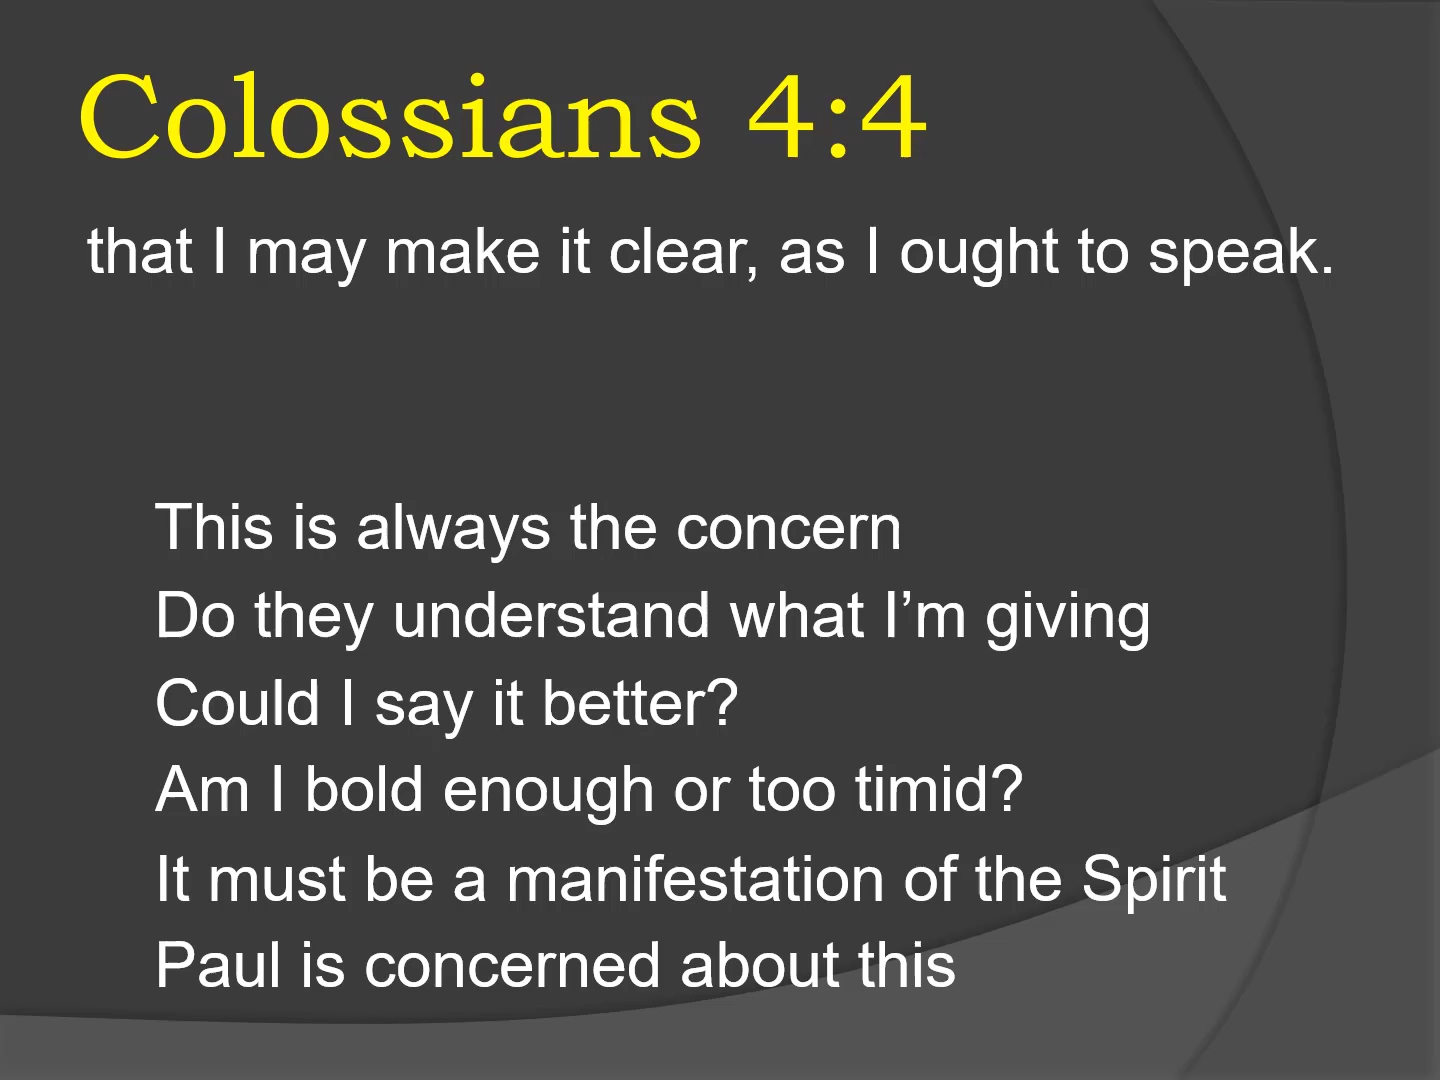 Colossians 4:4
that I may make it clear, as I ought to speak.
This is always the concern
Do they understand what I’m giving
Could I say it better?
Am I bold enough or too timid?
It must be a manifestation of the Spirit
Paul is concerned about this